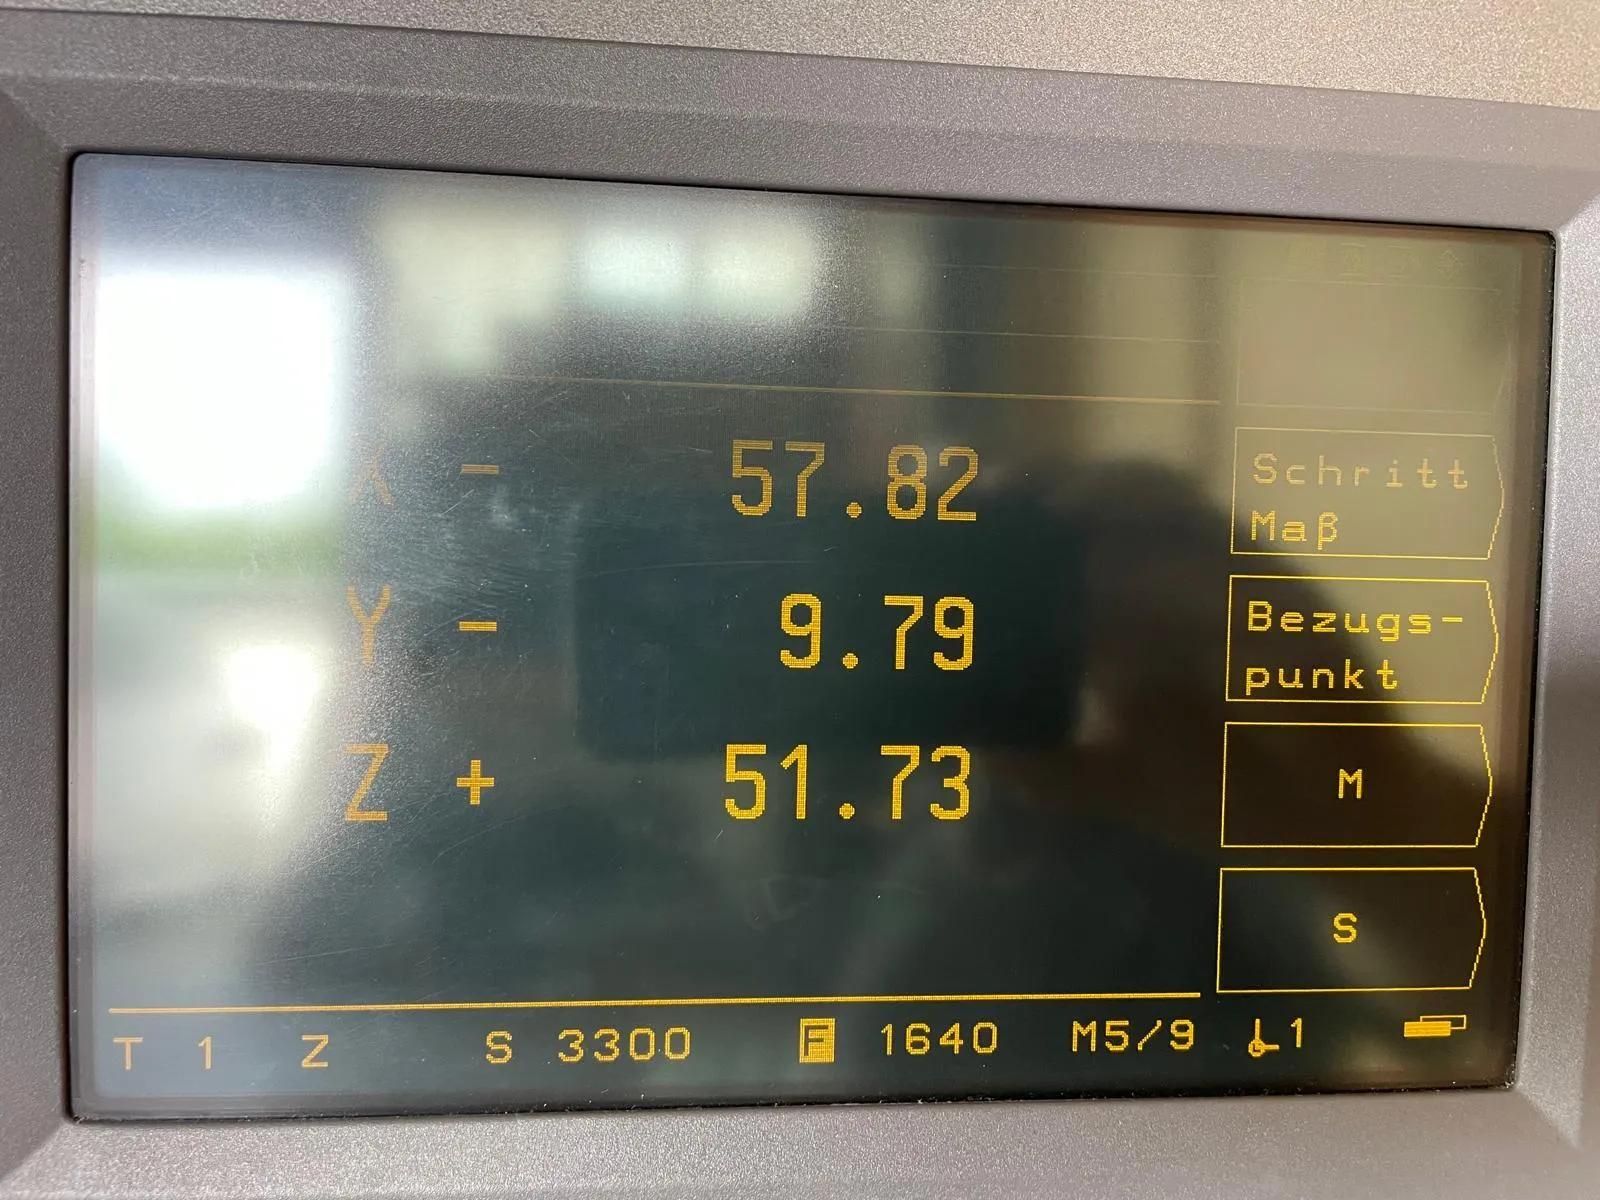 X - 57.82
Y - 9.79
Z + 51.73
Schritt
Maß
Bezugs-
punkt
M
S
T 1 Z S 3300 F 1640 M5/9 1